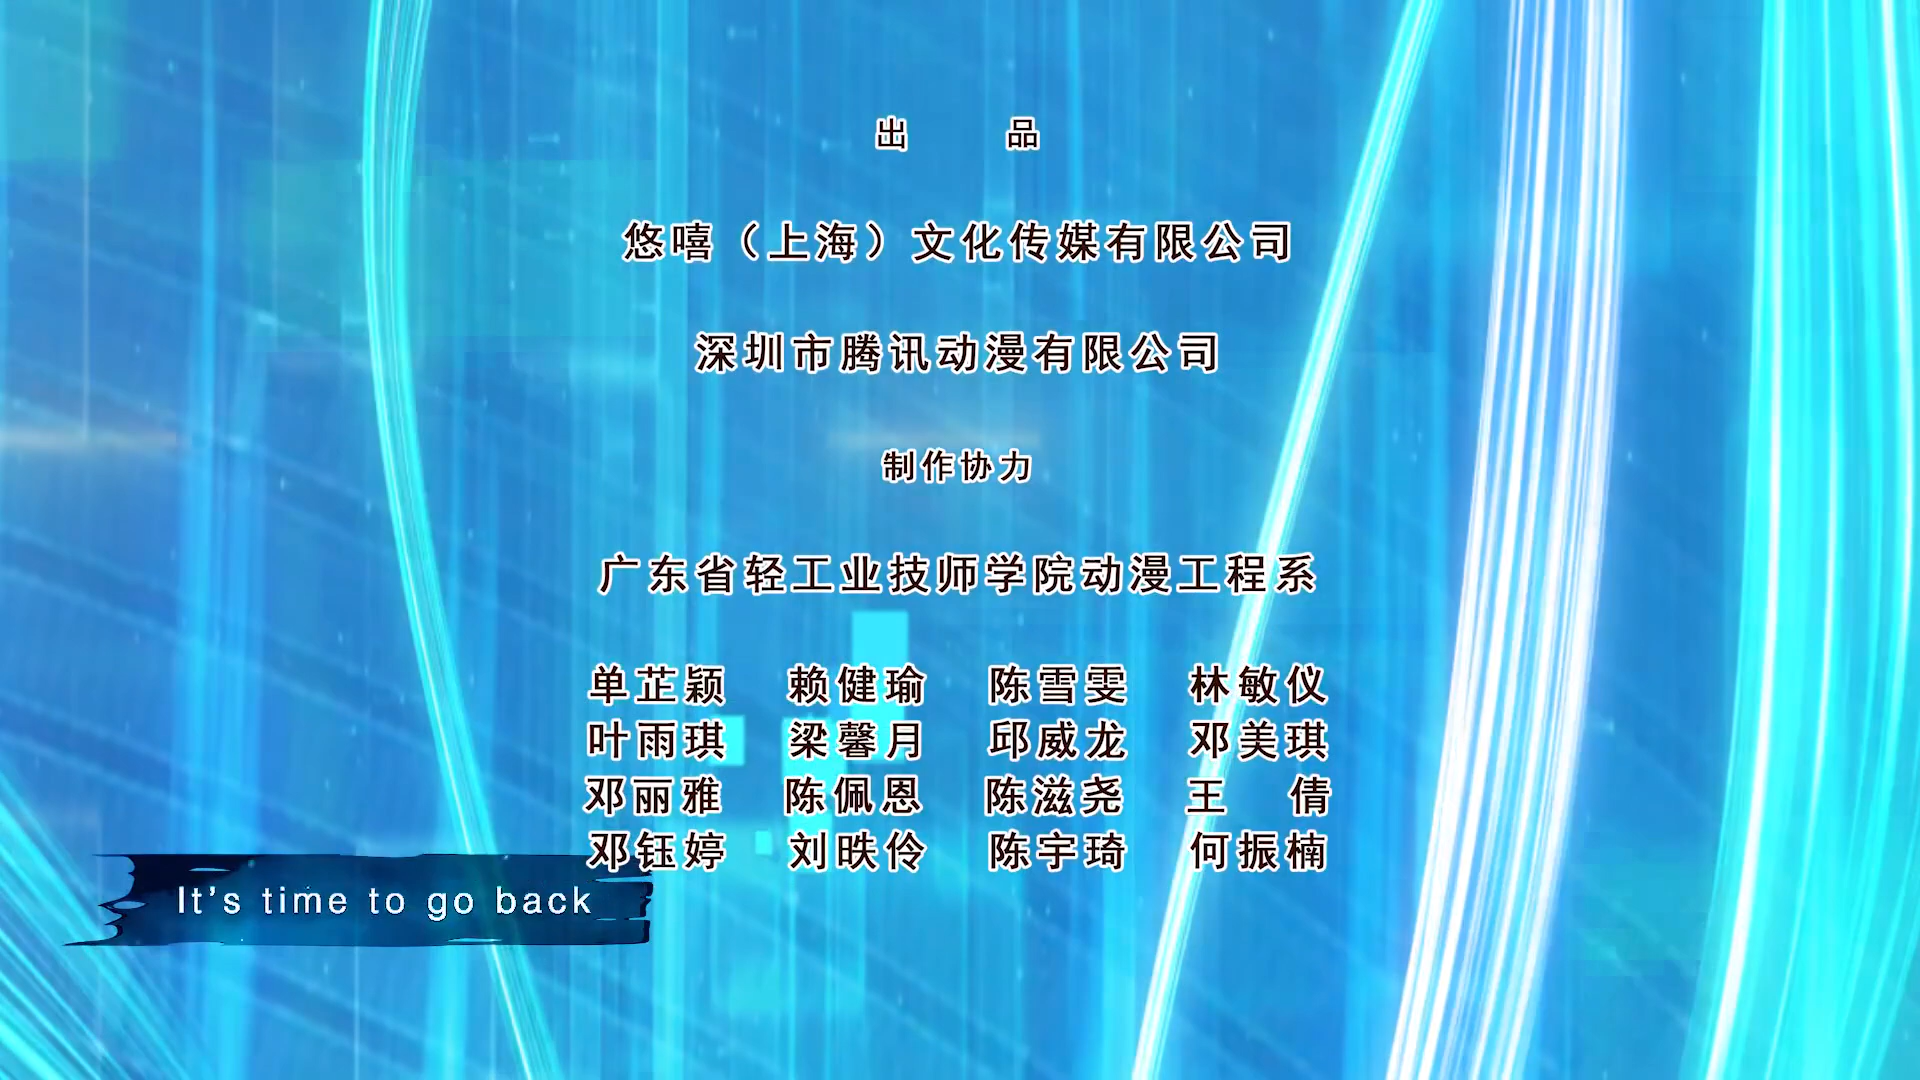 出 品
悠嘻（上海）文化传媒有限公司
深圳市腾讯动漫有限公司
制作协力
广东省轻工业技师学院动漫工程系
单芷颖 赖健瑜 陈雪雯 林敏仪
叶雨琪 梁馨月 邱威龙 邓美琪
邓丽雅 陈佩恩 陈滋尧 王 倩
邓钰婷 刘昳伶 陈宇琦 何振楠
It's time to go back